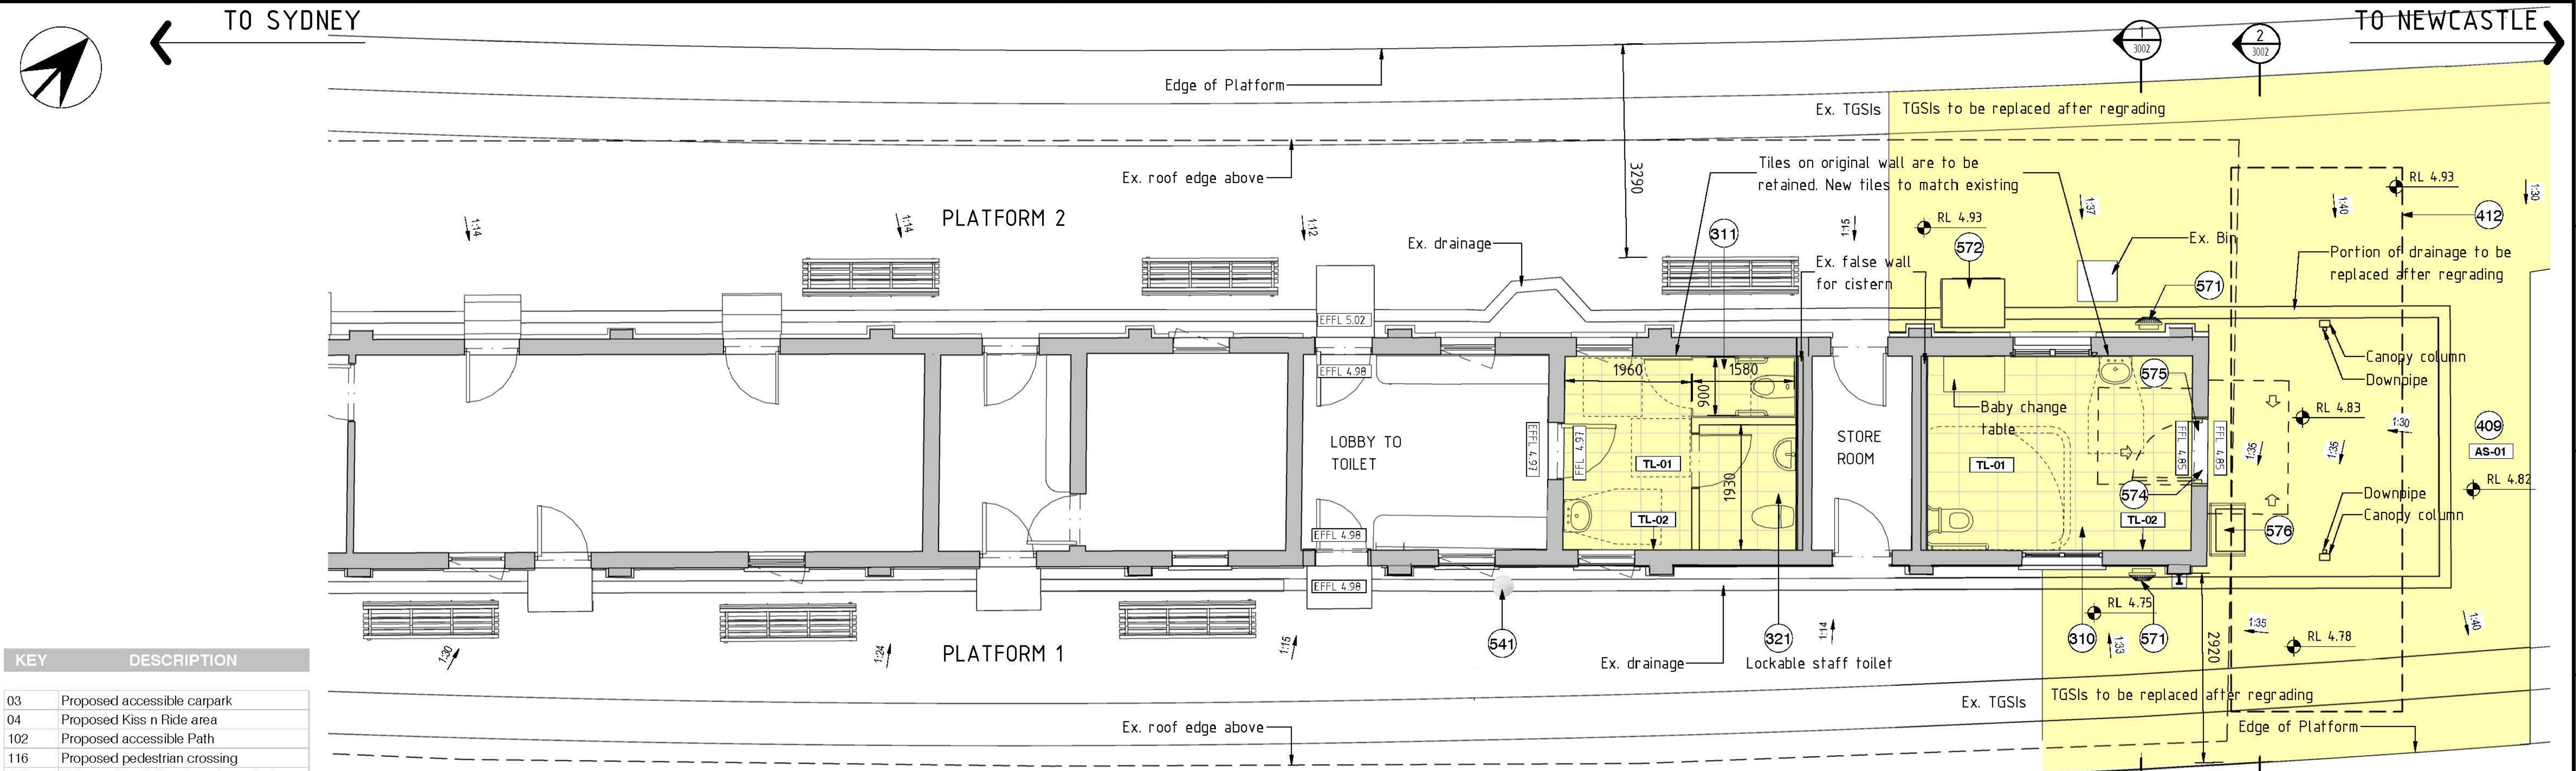 TO SYDNEY
TO NEWCASTLE
1
3002
2
3002
Edge of Platform
Ex. TGSIs
TGSIs to be replaced after regrading
Ex. roof edge above
3290
Tiles on original wall are to be
retained. New tiles to match existing
RL 4.93
1:37
1:40
1:30
412
PLATFORM 2
1:14
1:14
1:12
1:15
RL 4.93
311
572
Ex. drainage
Ex. Bin
Ex. false wall
for cistern
Portion of drainage to be
replaced after regrading
571
EFFL 5.02
EFFL 4.98
1960
1580
900
Canopy column
Downpipe
575
Baby change
table
RL 4.83
1:30
409
AS-01
LOBBY TO
TOILET
EFFL 4.97
FFL 4.97
TL-01
STORE
ROOM
TL-01
FFL 4.85
FFL 4.85
1:35
1:35
RL 4.82
1930
574
Downpipe
Canopy column
TL-02
TL-02
576
EFFL 4.98
EFFL 4.98
I
RL 4.75
541
321
310
571
1:33
2920
1:35
RL 4.78
1:40
1:30
1:24
PLATFORM 1
1:15
1:14
Ex. drainage
Lockable staff toilet
KEY DESCRIPTION
03 Proposed accessible carpark
04 Proposed Kiss n Ride area
102 Proposed accessible Path
116 Proposed pedestrian crossing
Ex. TGSIs
TGSIs to be replaced after regrading
Ex. roof edge above
Edge of Platform